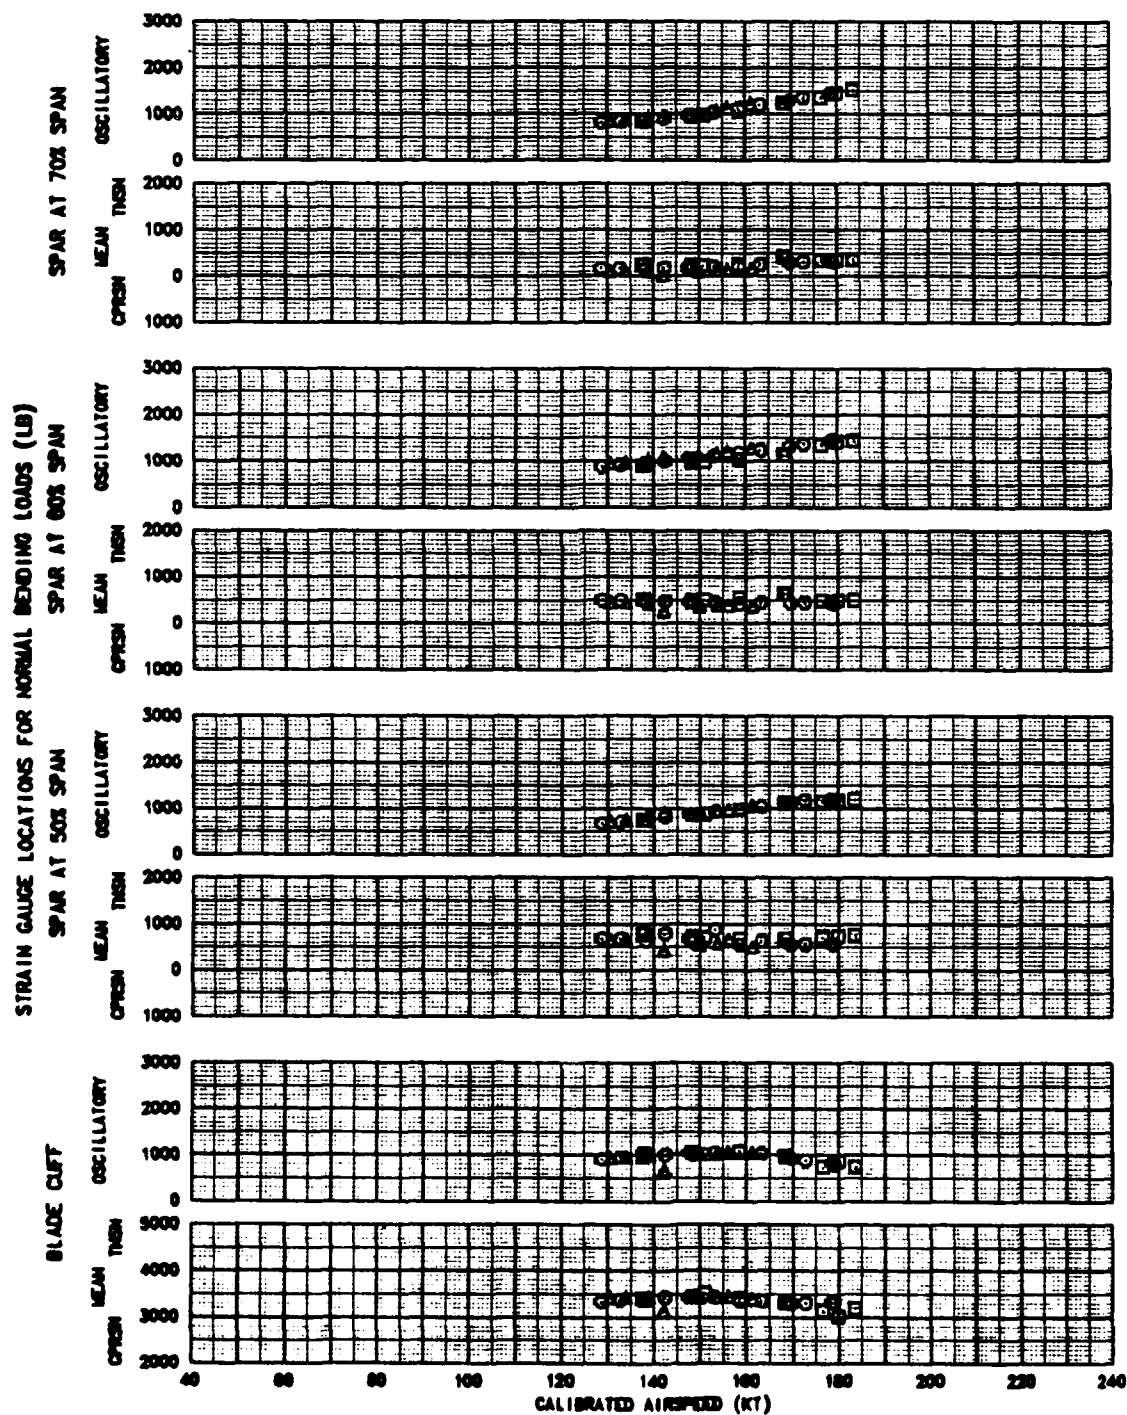 STRAIN GAUGE LOCATIONS FOR NORMAL BENDING LOADS (LB)
SPAR AT 70% SPAN
OSCILLATORY
3000
2000
1000
0
CPRSN MEAN TNSN
2000
1000
0
1000
SPAR AT 60% SPAN
OSCILLATORY
3000
2000
1000
0
CPRSN MEAN TNSN
2000
1000
0
1000
SPAR AT 50% SPAN
OSCILLATORY
3000
2000
1000
0
CPRSN MEAN TNSN
2000
1000
0
1000
BLADE CUFF
OSCILLATORY
3000
2000
1000
0
CPRSN MEAN TNSN
5000
4000
3000
2000
40 60 80 100 120 140 160 180 200 220 240
CALIBRATED AIRSPEED (KT)